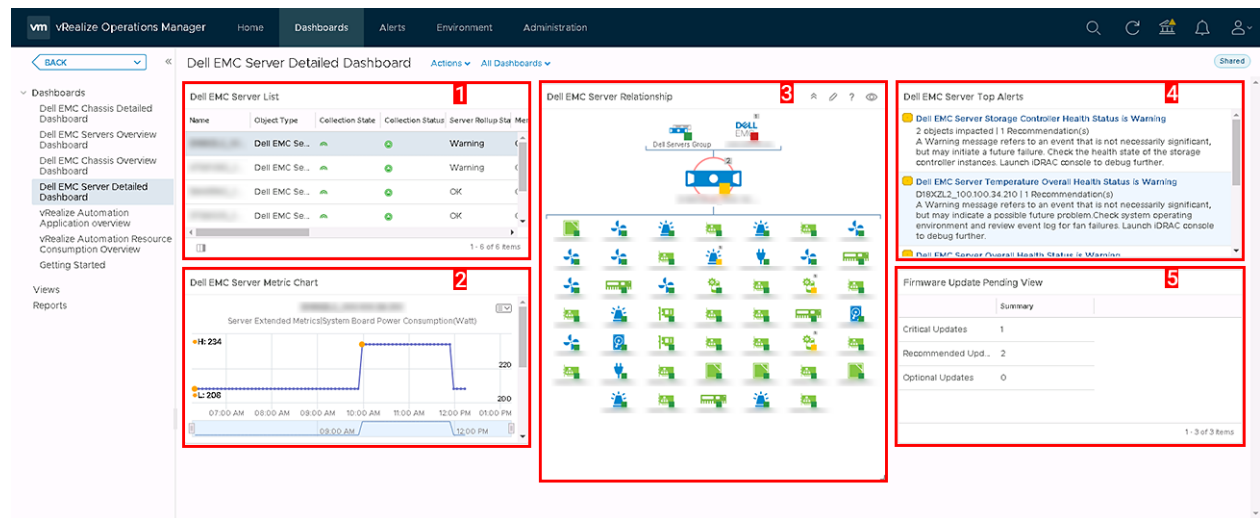 vm vRealize Operations Manager Home Dashboards Alerts Environment Administration
BACK
Dell EMC Server Detailed Dashboard Actions All Dashboards Shared
Dashboards
Dell EMC Chassis Detailed
Dashboard
Dell EMC Servers Overview
Dashboard
Dell EMC Chassis Overview
Dashboard
Dell EMC Server Detailed
Dashboard
vRealize Automation
Application overview
vRealize Automation Resource
Consumption Overview
Getting Started
Views
Reports
Dell EMC Server List 1
Name Object Type Collection State Collection Status Server Rollup Sta
Dell EMC Se... Warning
Dell EMC Se... Warning
Dell EMC Se... OK
Dell EMC Se... OK
1 - 6 of 6 items
Dell EMC Server Metric Chart 2
Server Extended Metrics|System Board Power Consumption(Watt)
H: 234
220
L: 208
200
07:00 AM 08:00 AM 09:00 AM 10:00 AM 11:00 AM 12:00 PM 01:00 PM
09:00 AM 12:00 PM
Dell EMC Server Relationship 3 ?
DELL
EMC
Dell Servers Group
2
Dell EMC Server Top Alerts 4
Dell EMC Server Storage Controller Health Status is Warning
2 objects impacted | 1 Recommendation(s)
A Warning message refers to an event that is not necessarily significant,
but may initiate a future failure. Check the health state of the storage
controller instances. Launch iDRAC console to debug further.
Dell EMC Server Temperature Overall Health Status is Warning
D18XZL2_100.100.34.210 | 1 Recommendation(s)
A Warning message refers to an event that is not necessarily significant,
but may indicate a possible future problem.Check system operating
environment and review event log for fan failures. Launch iDRAC console
to debug further.
Dell EMC Server Overall Health Status is Warning
Firmware Update Pending View 5
Summary
Critical Updates 1
Recommended Upd... 2
Optional Updates 0
1 - 3 of 3 items